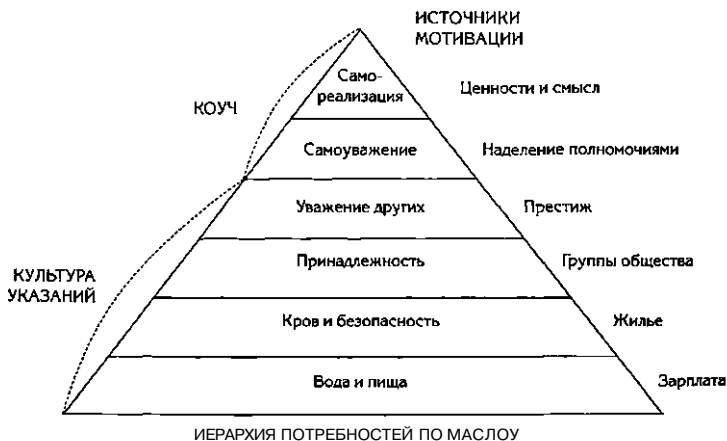 ИСТОЧНИКИ
МОТИВАЦИИ
Само-
реализация
Ценности и смысл
КОУЧ
Самоуважение
Наделение полномочиями
Уважение других
Престиж
Принадлежность
Группы общества
КУЛЬТУРА
УКАЗАНИЙ
Кров и безопасность
Жилье
Вода и пища
Зарплата
ИЕРАРХИЯ ПОТРЕБНОСТЕЙ ПО МАСЛОУ